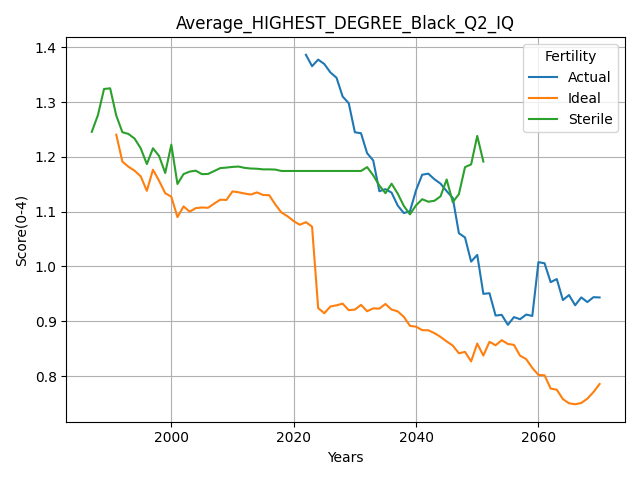 Average_HIGHEST_DEGREE_Black_Q2_IQ
Fertility
Actual
Ideal
Sterile
Score(0-4)
1.4
1.3
1.2
1.1
1.0
0.9
0.8
2000 2020 2040 2060
Years